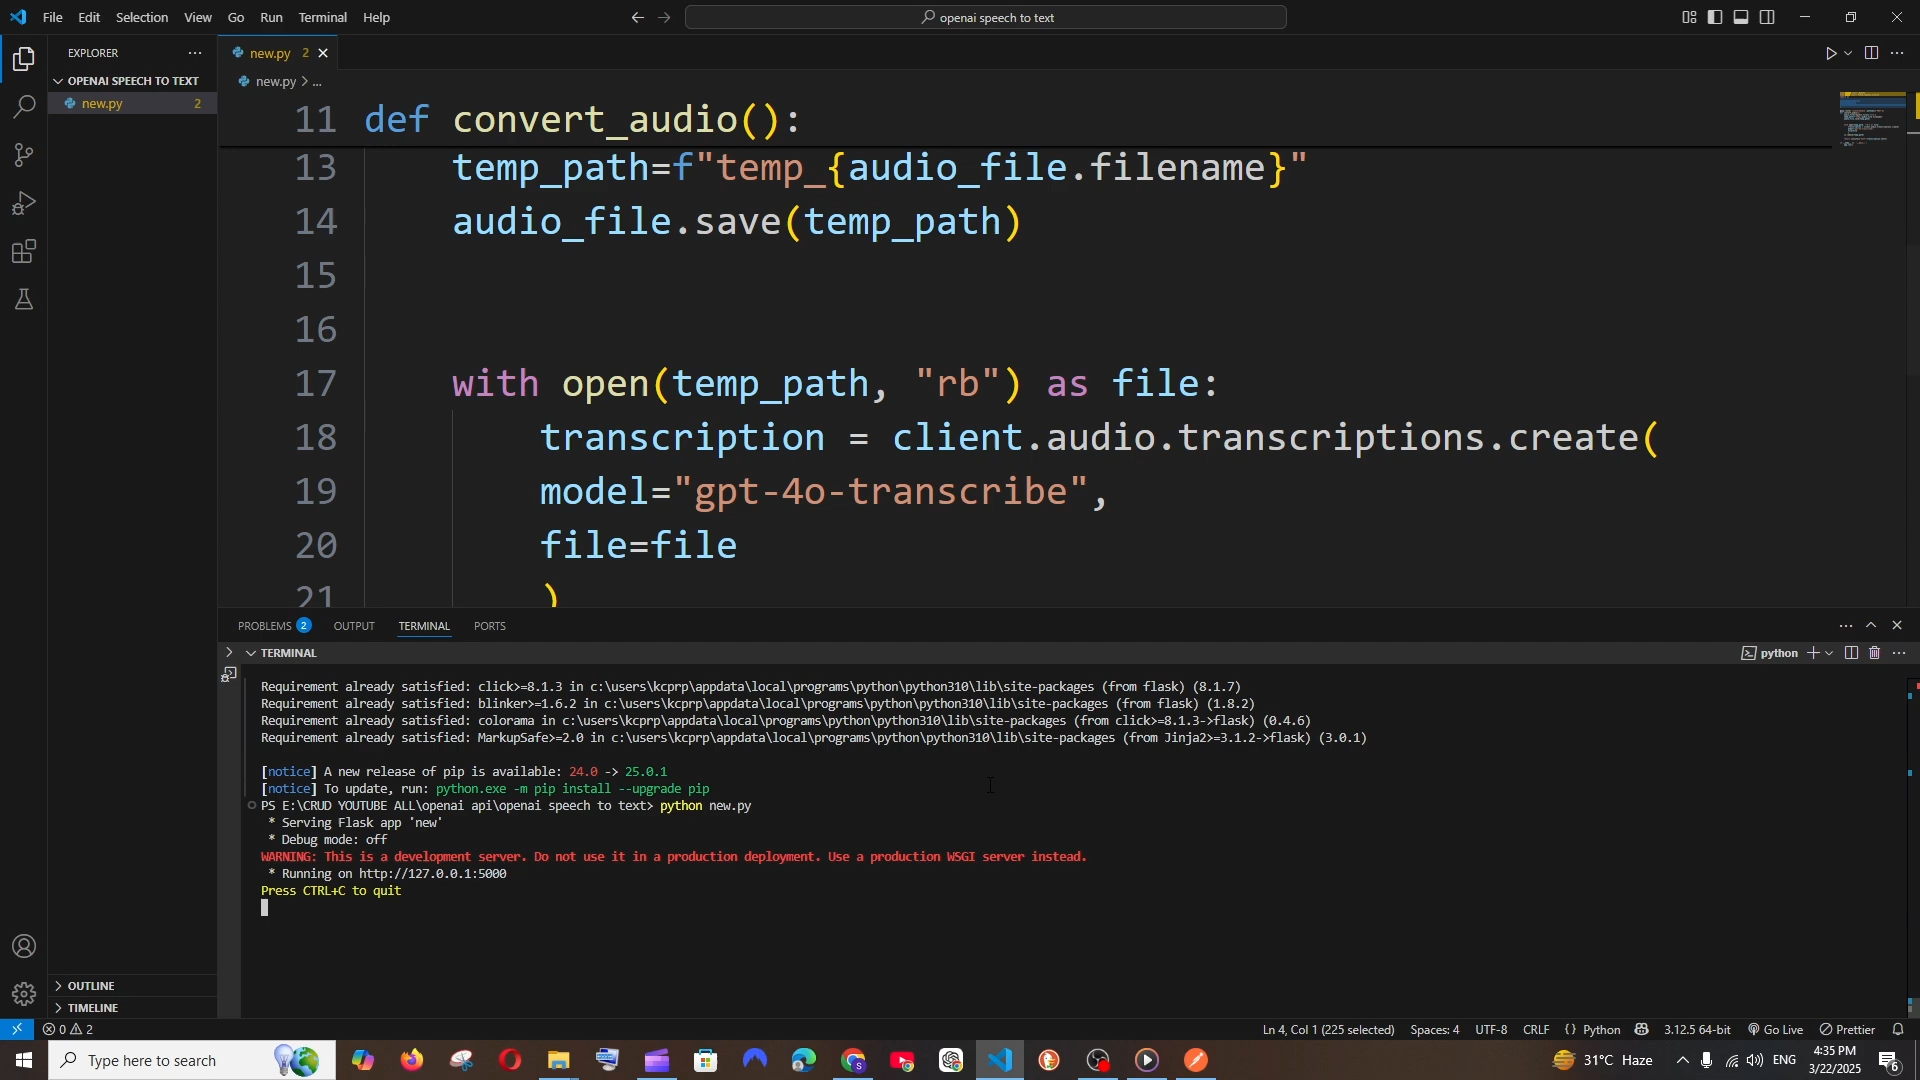 File Edit Selection View Go Run Terminal Help
openai speech to text
EXPLORER
OPENAI SPEECH TO TEXT
new.py 2
new.py 2
new.py > ...
11 def convert_audio():
13 temp_path=f"temp_{audio_file.filename}"
14 audio_file.save(temp_path)
15
16
17 with open(temp_path, "rb") as file:
18 transcription = client.audio.transcriptions.create(
19 model="gpt-4o-transcribe",
20 file=file
21 )
PROBLEMS 2 OUTPUT TERMINAL PORTS
TERMINAL
python
Requirement already satisfied: click>=8.1.3 in c:\users\kcprp\appdata\local\programs\python\python310\lib\site-packages (from flask) (8.1.7)
Requirement already satisfied: blinker>=1.6.2 in c:\users\kcprp\appdata\local\programs\python\python310\lib\site-packages (from flask) (1.8.2)
Requirement already satisfied: colorama in c:\users\kcprp\appdata\local\programs\python\python310\lib\site-packages (from click>=8.1.3->flask) (0.4.6)
Requirement already satisfied: MarkupSafe>=2.0 in c:\users\kcprp\appdata\local\programs\python\python310\lib\site-packages (from Jinja2>=3.1.2->flask) (3.0.1)
[notice] A new release of pip is available: 24.0 -> 25.0.1
[notice] To update, run: python.exe -m pip install --upgrade pip
PS E:\CRUD YOUTUBE ALL\openai api\openai speech to text> python new.py
* Serving Flask app 'new'
* Debug mode: off
WARNING: This is a development server. Do not use it in a production deployment. Use a production WSGI server instead.
* Running on http://127.0.0.1:5000
Press CTRL+C to quit
OUTLINE
TIMELINE
0 2
Ln 4, Col 1 (225 selected) Spaces: 4 UTF-8 CRLF {} Python 3.12.5 64-bit Go Live Prettier
Type here to search
31°C Haze
ENG
4:35 PM
3/22/2025
6